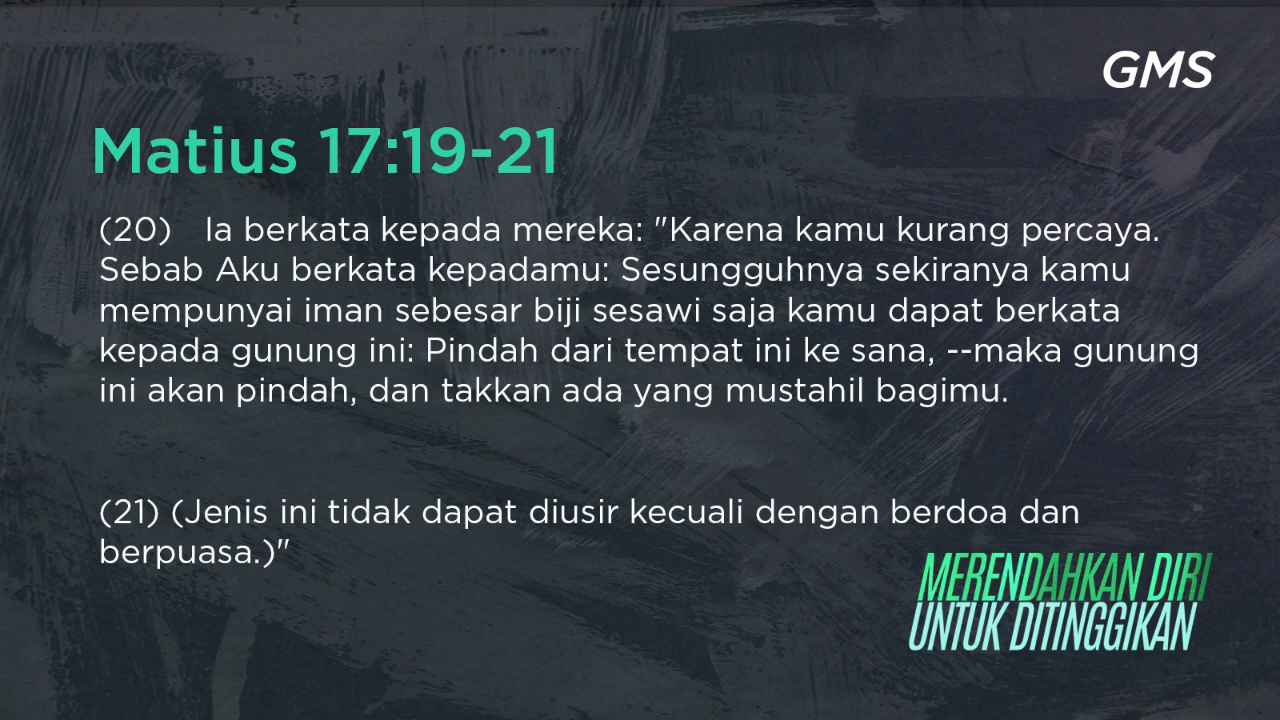 GMS
Matius 17:19-21
(20) Ia berkata kepada mereka: "Karena kamu kurang percaya.
Sebab Aku berkata kepadamu: Sesungguhnya sekiranya kamu
mempunyai iman sebesar biji sesawi saja kamu dapat berkata
kepada gunung ini: Pindah dari tempat ini ke sana, --maka gunung
ini akan pindah, dan takkan ada yang mustahil bagimu.
(21) (Jenis ini tidak dapat diusir kecuali dengan berdoa dan
berpuasa.)"
MERENDAHKAN DIRI
UNTUK DITINGGIKAN